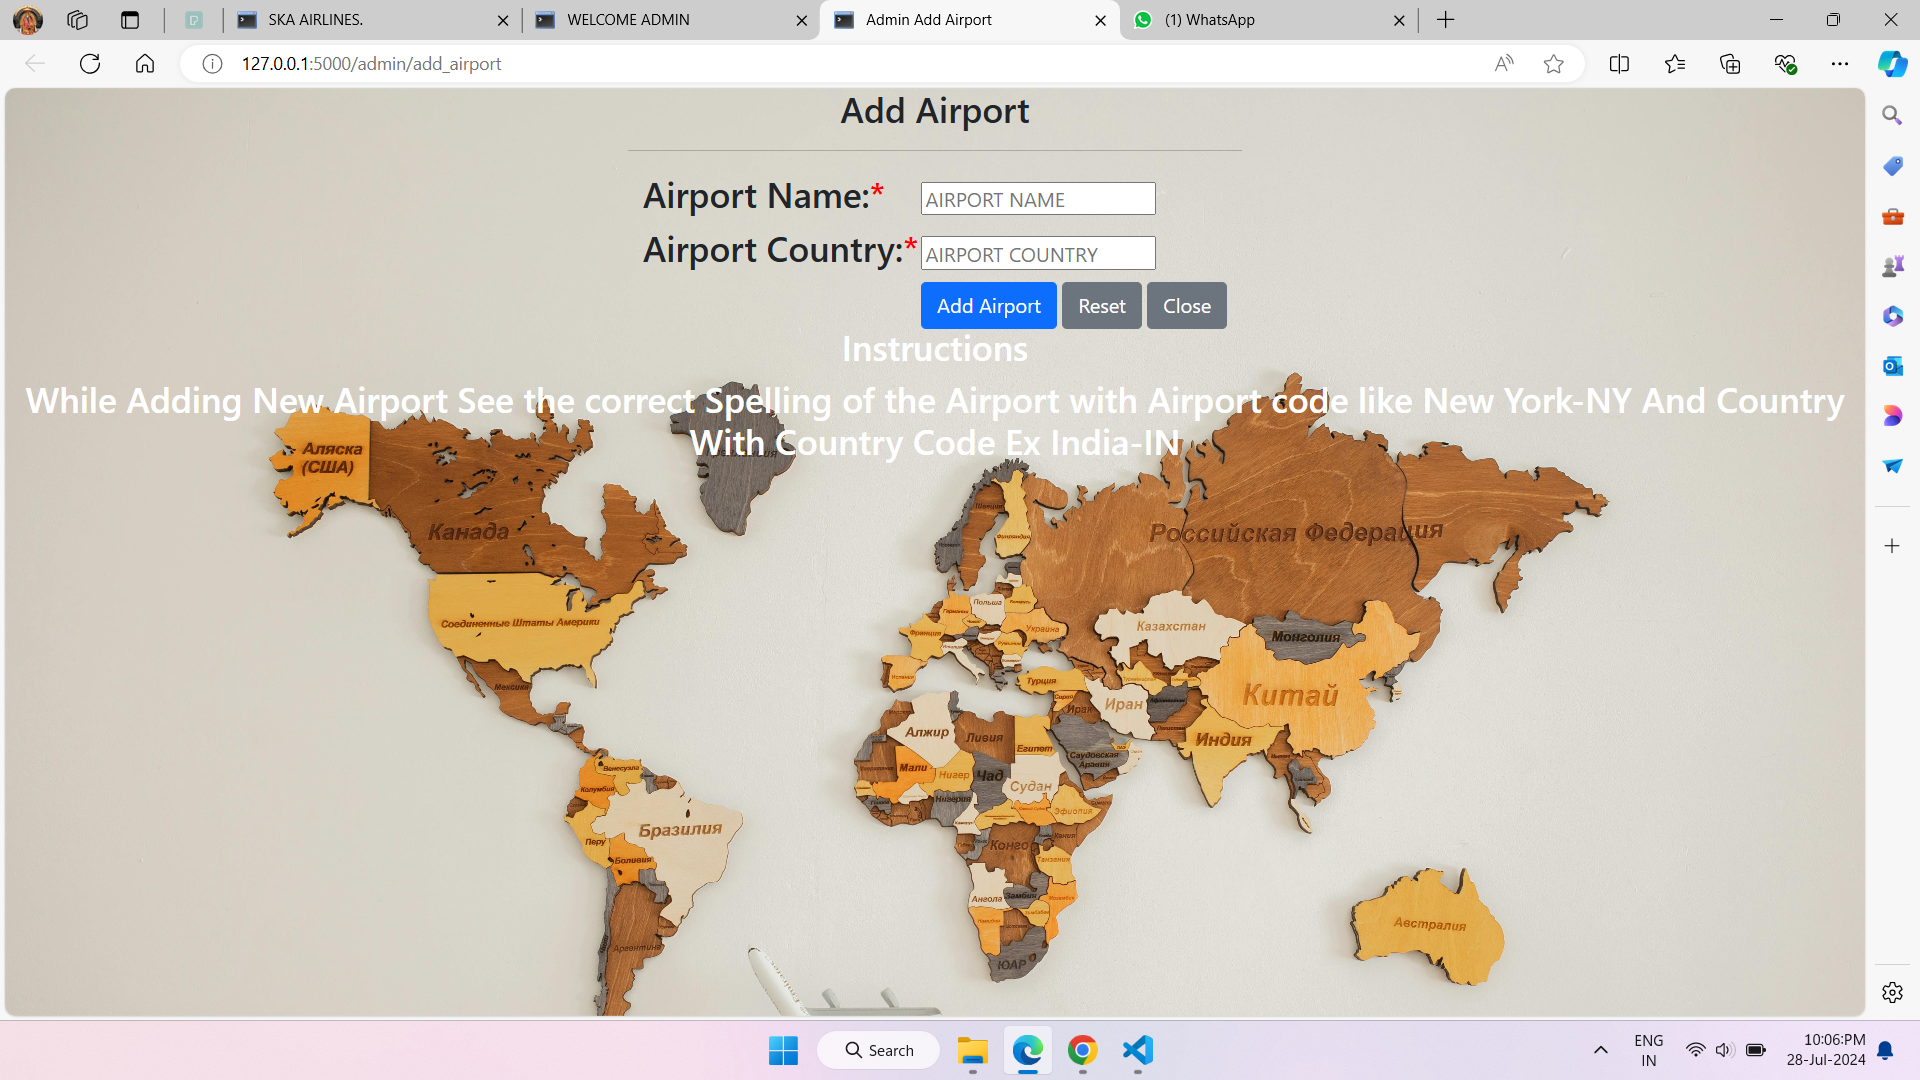 SKA AIRLINES.
WELCOME ADMIN
Admin Add Airport
(1) WhatsApp
127.0.0.1:5000/admin/add_airport
Add Airport
Airport Name:*
AIRPORT NAME
Airport Country:*
AIRPORT COUNTRY
Add Airport
Reset
Close
Instructions
While Adding New Airport See the correct Spelling of the Airport with Airport code like New York-NY And Country
With Country Code Ex India-IN
Аляска
(США)
Канада
Российская Федерация
Швеция
Финляндия
Соединенные Штаты Америки
Польша
Германия
Франция
Украина
Казахстан
Монголия
Испания
Мексика
Турция
Сирия
Ирак
Иран
Китай
Алжир
Ливия
Египет
Саудовская
Аравия
Индия
Мали
Нигер
Чад
Судан
Нигерия
Эфиопия
Венесуэла
Колумбия
Бразилия
Перу
Боливия
Конго
Кения
Танзания
Ангола
Замбия
ЮАР
Аргентина
Австралия
Search
ENG
IN
10:06:PM
28-Jul-2024